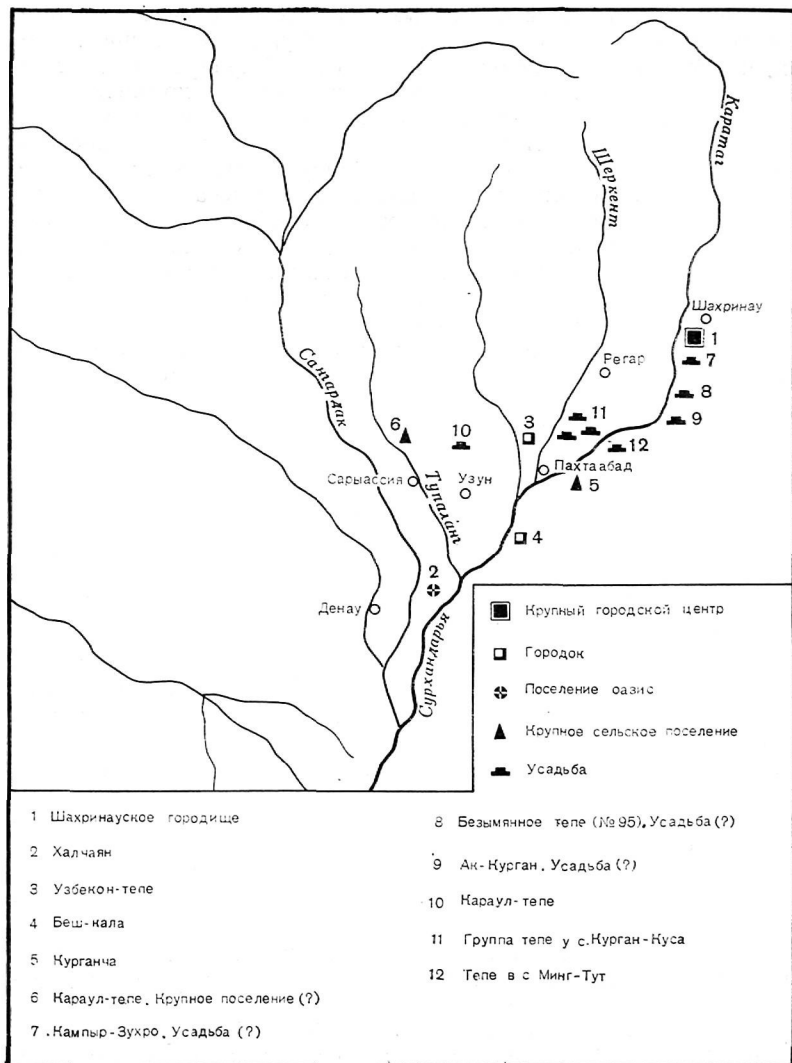 Каратаг
Шеркент
Шахринау
1
7
Регар
8
9
11
12
3
6
10
Сангардак
Сарыассия
Тупаланг
Узун
Пахтаабад
5
4
2
Денау
Сурхандарья
Крупный городской центр
Городок
Поселение оазис
Крупное сельское поселение
Усадьба
1 Шахринауское городище
2 Халчаян
3 Узбекон-тепе
4 Беш-кала
5 Курганча
6 Караул-тепе. Крупное поселение (?)
7 .Кампыр-Зухро. Усадьба (?)
8 Безымянное тепе (№95). Усадьба (?)
9 Ак-Курган. Усадьба (?)
10 Караул-тепе
11 Группа тепе у с. Курган-Куса
12 Тепе в с Минг-Тут